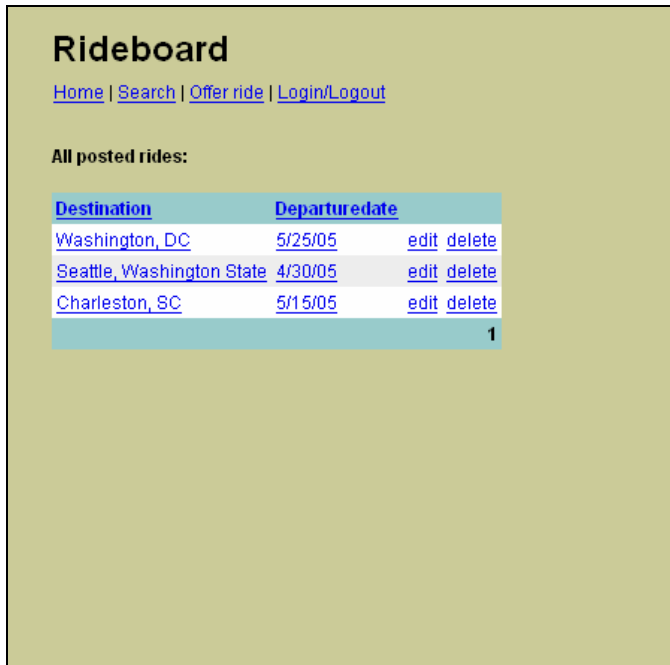 Rideboard
Home | Search | Offer ride | Login/Logout
All posted rides:
Destination Departuredate
Washington, DC 5/25/05 edit delete
Seattle, Washington State 4/30/05 edit delete
Charleston, SC 5/15/05 edit delete
1